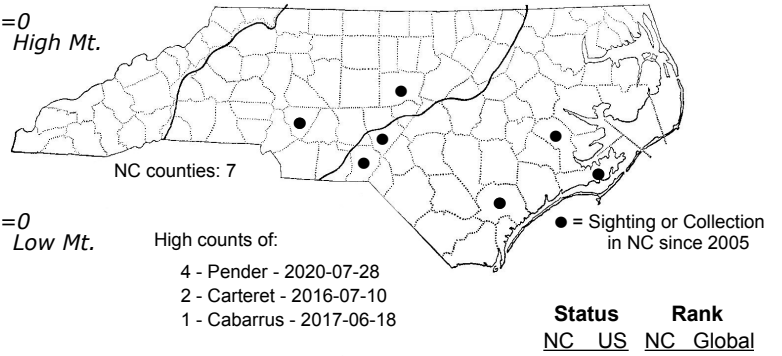 =0
High Mt.
NC counties: 7
=0
Low Mt.
High counts of:
4 - Pender - 2020-07-28
2 - Carteret - 2016-07-10
1 - Cabarrus - 2017-06-18
● = Sighting or Collection
in NC since 2005
Status Rank
NC US NC Global